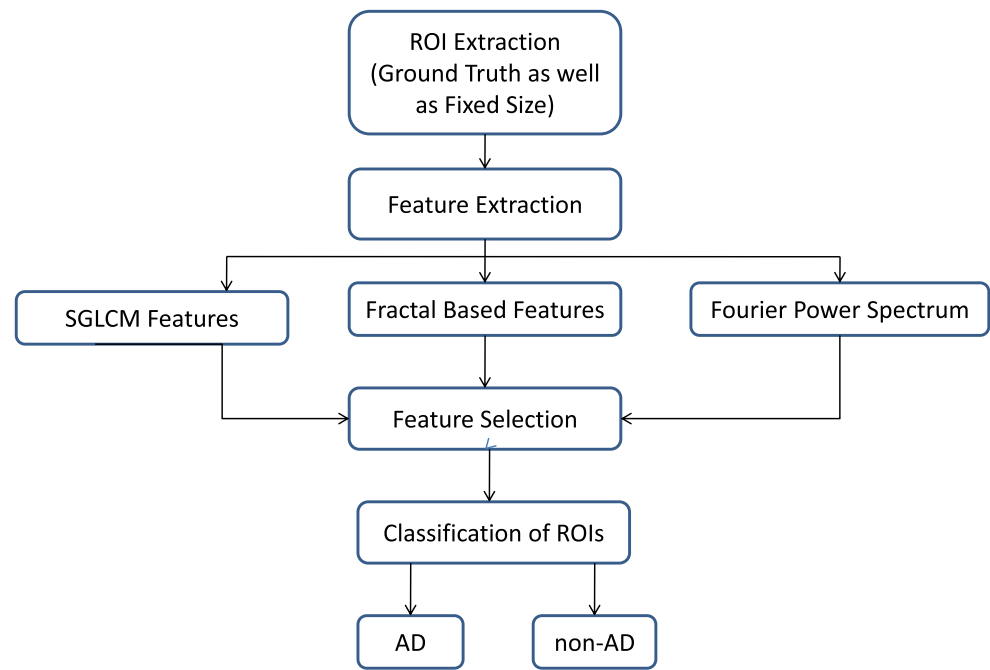 ROI Extraction
(Ground Truth as well
as Fixed Size)
Feature Extraction
SGLCM Features
Fractal Based Features
Fourier Power Spectrum
Feature Selection
Classification of ROIs
AD
non-AD